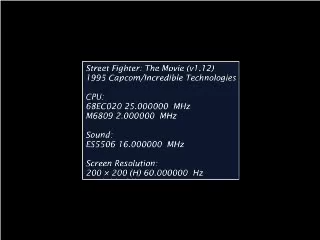 Street Fighter: The Movie (v1.12)
1995 Capcom/Incredible Technologies
CPU:
68EC020 25.000000 MHz
M6809 2.000000 MHz
Sound:
ES5506 16.000000 MHz
Screen Resolution:
200 × 200 (H) 60.000000 Hz